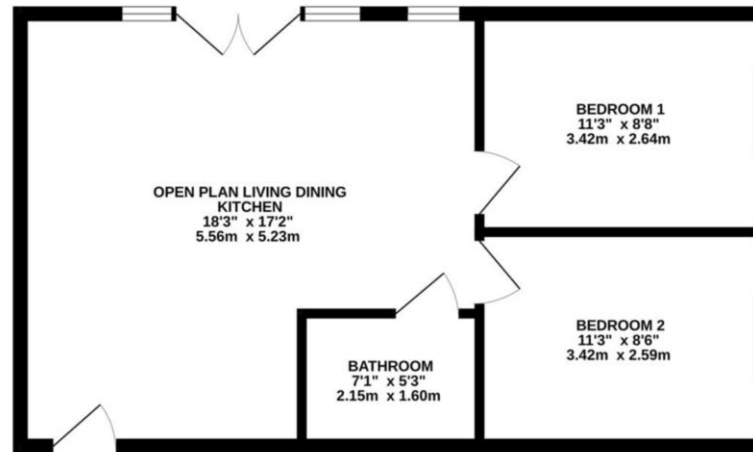 OPEN PLAN LIVING DINING
KITCHEN
18'3" x 17'2"
5.56m x 5.23m
BEDROOM 1
11'3" x 8'8"
3.42m x 2.64m
BEDROOM 2
11'3" x 8'6"
3.42m x 2.59m
BATHROOM
7'1" x 5'3"
2.15m x 1.60m